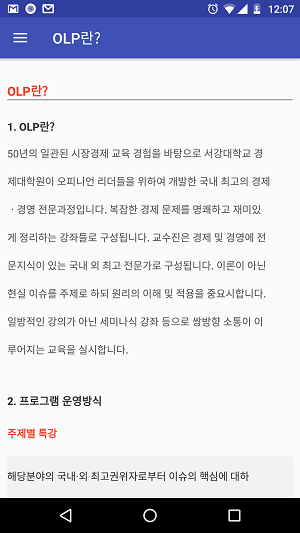 12:07
OLP란?
OLP란?
1. OLP란?
50년의 일관된 시장경제 교육 경험을 바탕으로 서강대학교 경
제대학원이 오피니언 리더들을 위하여 개발한 국내 최고의 경제
ㆍ경영 전문과정입니다. 복잡한 경제 문제를 명쾌하고 재미있
게 정리하는 강좌들로 구성됩니다. 교수진은 경제 및 경영에 전
문지식이 있는 국내 외 최고 전문가로 구성됩니다. 이론이 아닌
현실 이슈를 주제로 하되 원리의 이해 및 적용을 중요시합니다.
일방적인 강의가 아닌 세미나식 강좌 등으로 쌍방향 소통이 이
루어지는 교육을 실시합니다.
2. 프로그램 운영방식
주제별 특강
해당분야의 국내·외 최고권위자로부터 이슈의 핵심에 대하